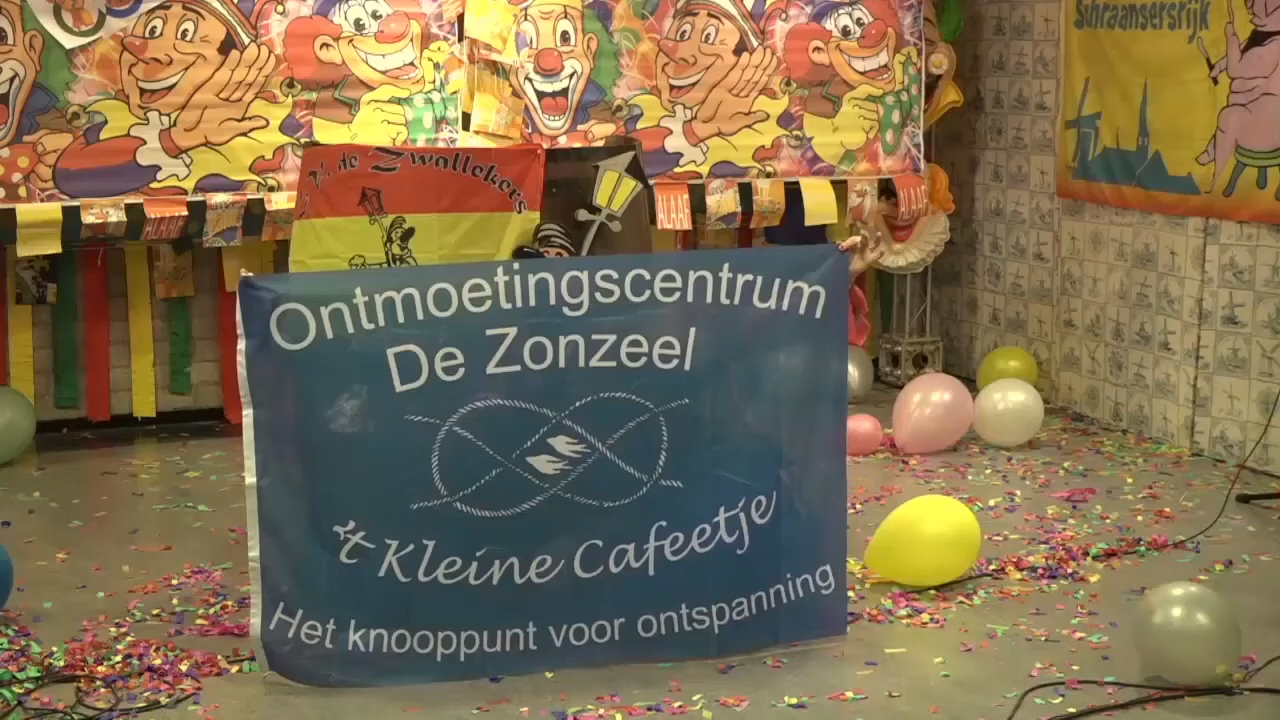 Schraansersrijk
V. de Zwallekers
ALAAF
ALAAF
ALAAF
Ontmoetingscentrum
De Zonzeel
't Kleine Cafeetje
Het knooppunt voor ontspanning